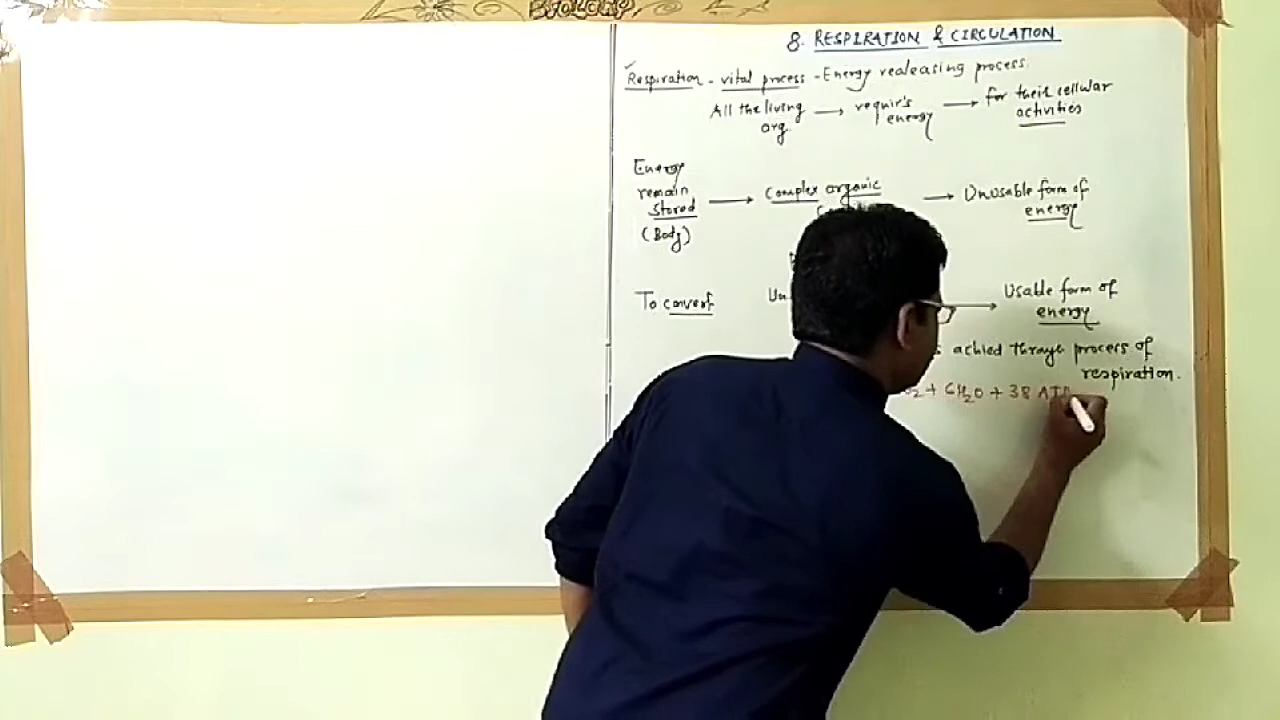 BIOLOGY
8. RESPIRATION & CIRCULATION
Respiration - vital process - Energy realeasing process.
All the living org. → requir's energy → for their cellular activities
Energy remain stored (Body) → Complex organic → Unusable form of energy
To convert → Usable form of energy
achied through process of
respiration.
+ 6H2O + 38 ATP